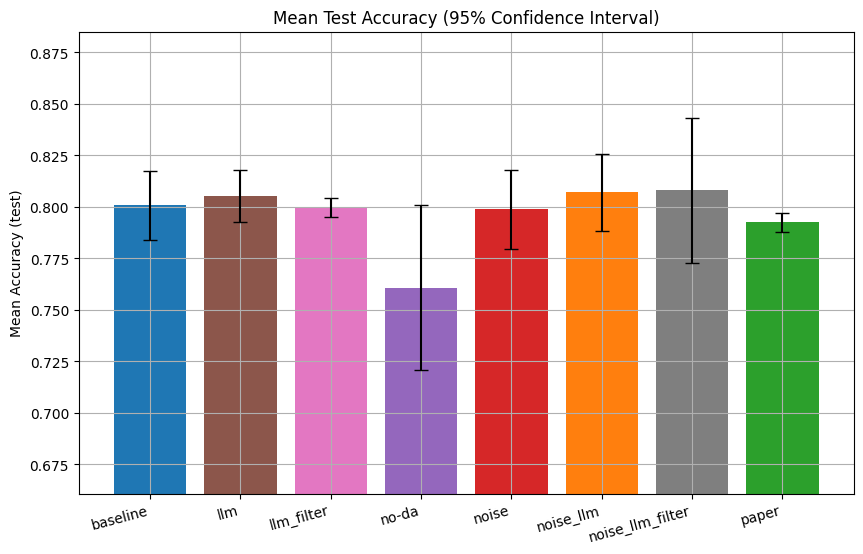 Mean Test Accuracy (95% Confidence Interval)
Mean Accuracy (test)
0.875
0.850
0.825
0.800
0.775
0.750
0.725
0.700
0.675
baseline
llm
llm_filter
no-da
noise
noise_llm
noise_llm_filter
paper